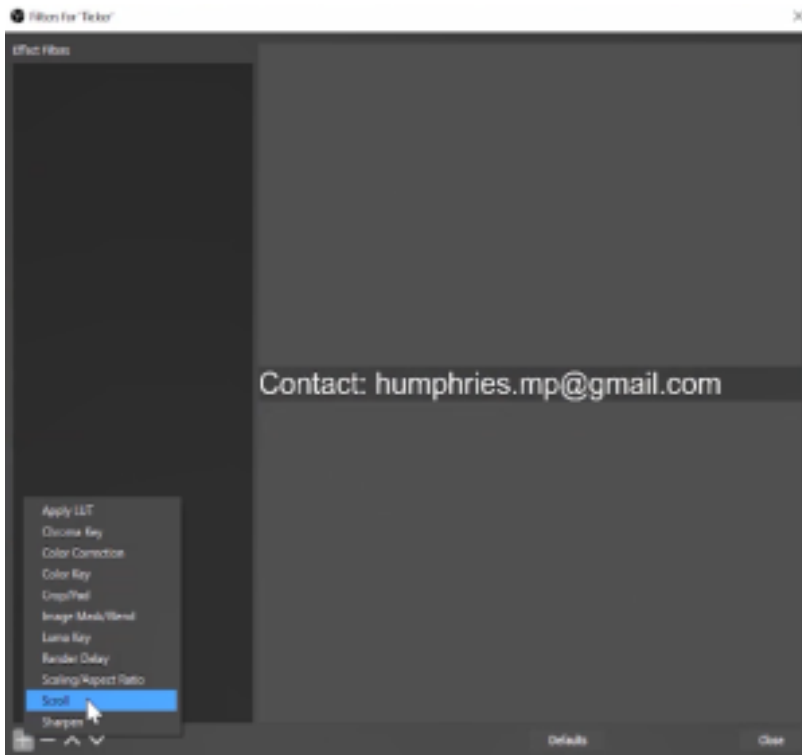 Filters for 'Ticker'
Effect Filters
Contact: humphries.mp@gmail.com
Apply LUT
Chroma Key
Color Correction
Color Key
Crop/Pad
Image Mask/Blend
Luma Key
Render Delay
Scaling/Aspect Ratio
Scroll
Sharpen
Defaults
Close